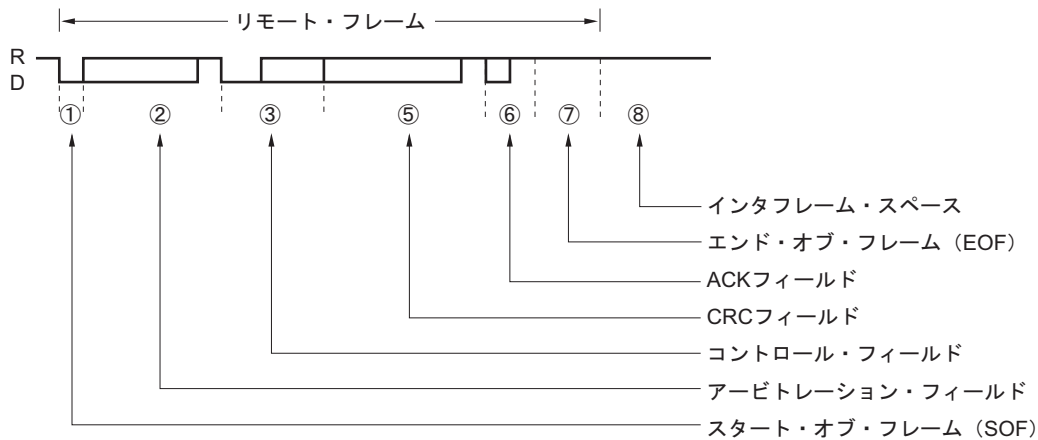 リモート・フレーム
R
D
① ② ③ ⑤ ⑥ ⑦ ⑧
インタフレーム・スペース
エンド・オブ・フレーム（EOF）
ACKフィールド
CRCフィールド
コントロール・フィールド
アービトレーション・フィールド
スタート・オブ・フレーム（SOF）